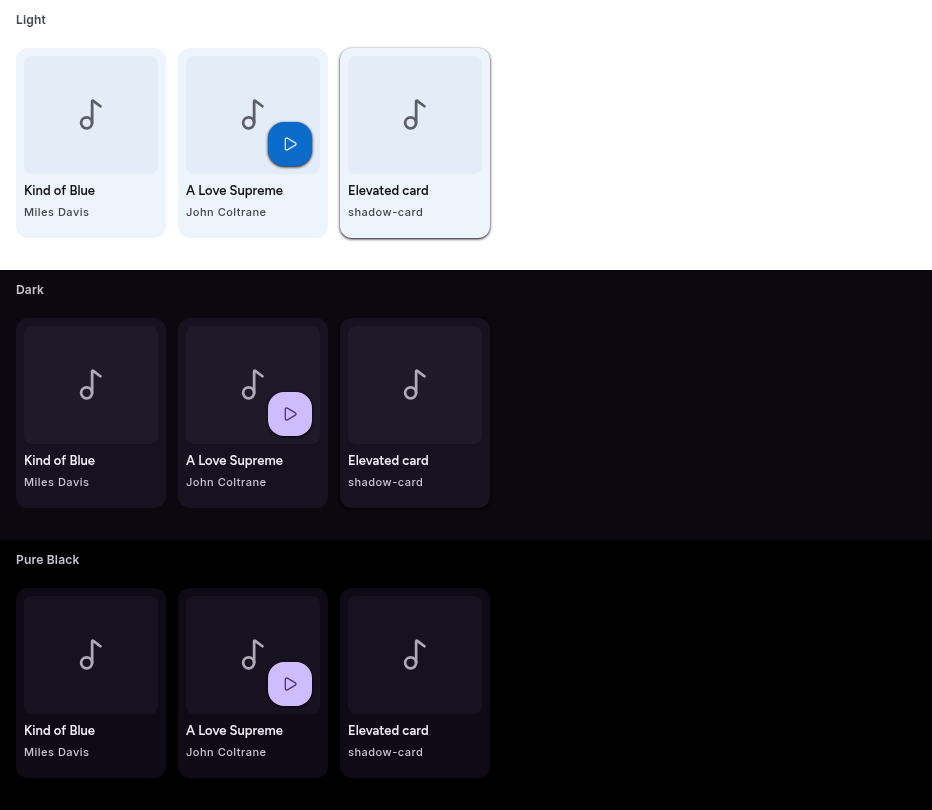 Light
Kind of Blue
Miles Davis
A Love Supreme
John Coltrane
Elevated card
shadow-card
Dark
Kind of Blue
Miles Davis
A Love Supreme
John Coltrane
Elevated card
shadow-card
Pure Black
Kind of Blue
Miles Davis
A Love Supreme
John Coltrane
Elevated card
shadow-card